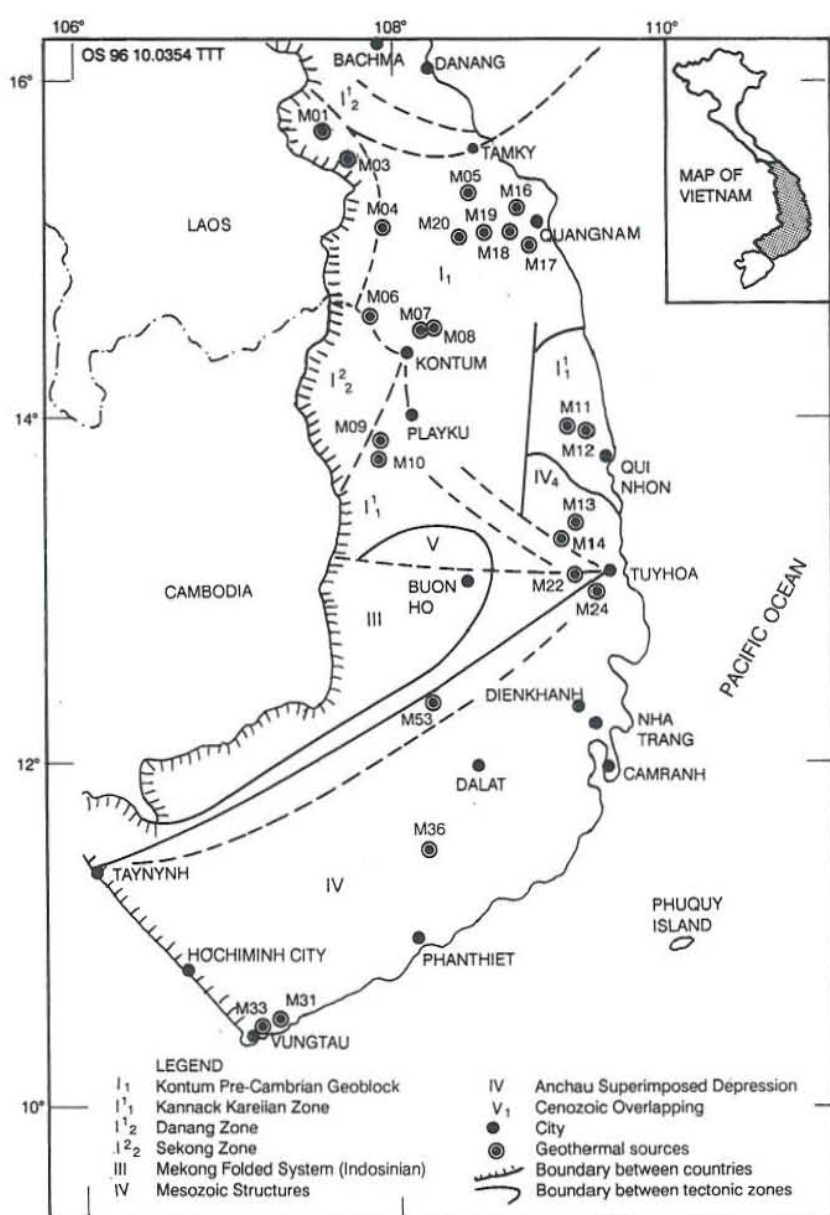 106° 108° 110°
OS 96 10.0354 TTT
BACHMA
DANANG
16°
I¹₂
M01
TAMKY
MAP OF
VIETNAM
M03
M05
M16
LAOS
M04
M20
M19
QUANGNAM
M18
M17
I₁
M06
M07
M08
KONTUM
I¹₁
I²₂
14°
M11
M09
PLAYKU
M12
QUI
NHON
M10
IV₄
I¹₁
M13
M14
V
TUYHOA
CAMBODIA
BUON
HO
M22
M24
III
PACIFIC OCEAN
DIENKHANH
M53
NHA
TRANG
12°
DALAT
CAMRANH
M36
TAYNYNH
IV
PHUQUY
ISLAND
HOCHIMINH CITY
PHANTHIET
M33
M31
VUNGTAU
LEGEND
I₁ Kontum Pre-Cambrian Geoblock
I¹₁ Kannack Kareiian Zone
I¹₂ Danang Zone
I²₂ Sekong Zone
III Mekong Folded System (Indosinian)
IV Mesozoic Structures
IV Anchau Superimposed Depression
V₁ Cenozoic Overlapping
City
Geothermal sources
Boundary between countries
Boundary between tectonic zones
10°